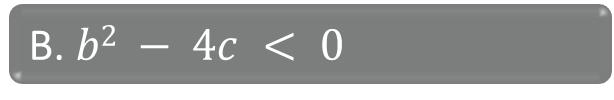 B. b² − 4c < 0